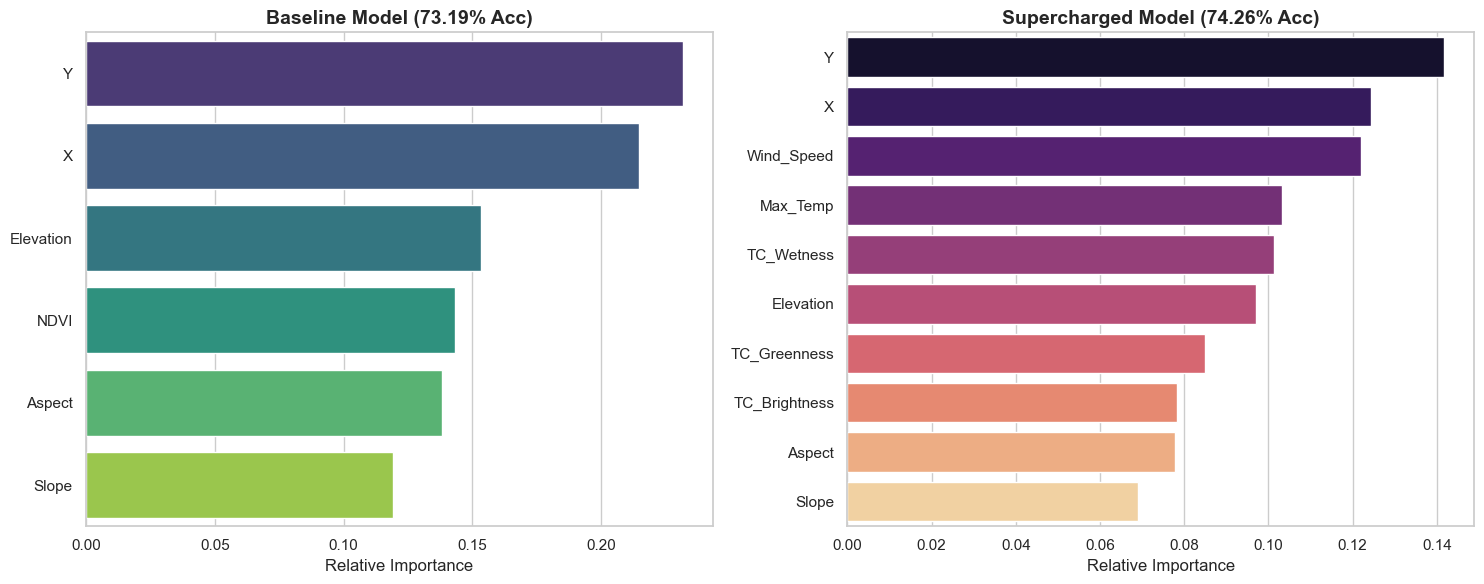 Baseline Model (73.19% Acc)
Y
X
Elevation
NDVI
Aspect
Slope
0.00 0.05 0.10 0.15 0.20
Relative Importance
Supercharged Model (74.26% Acc)
Y
X
Wind_Speed
Max_Temp
TC_Wetness
Elevation
TC_Greenness
TC_Brightness
Aspect
Slope
0.00 0.02 0.04 0.06 0.08 0.10 0.12 0.14
Relative Importance